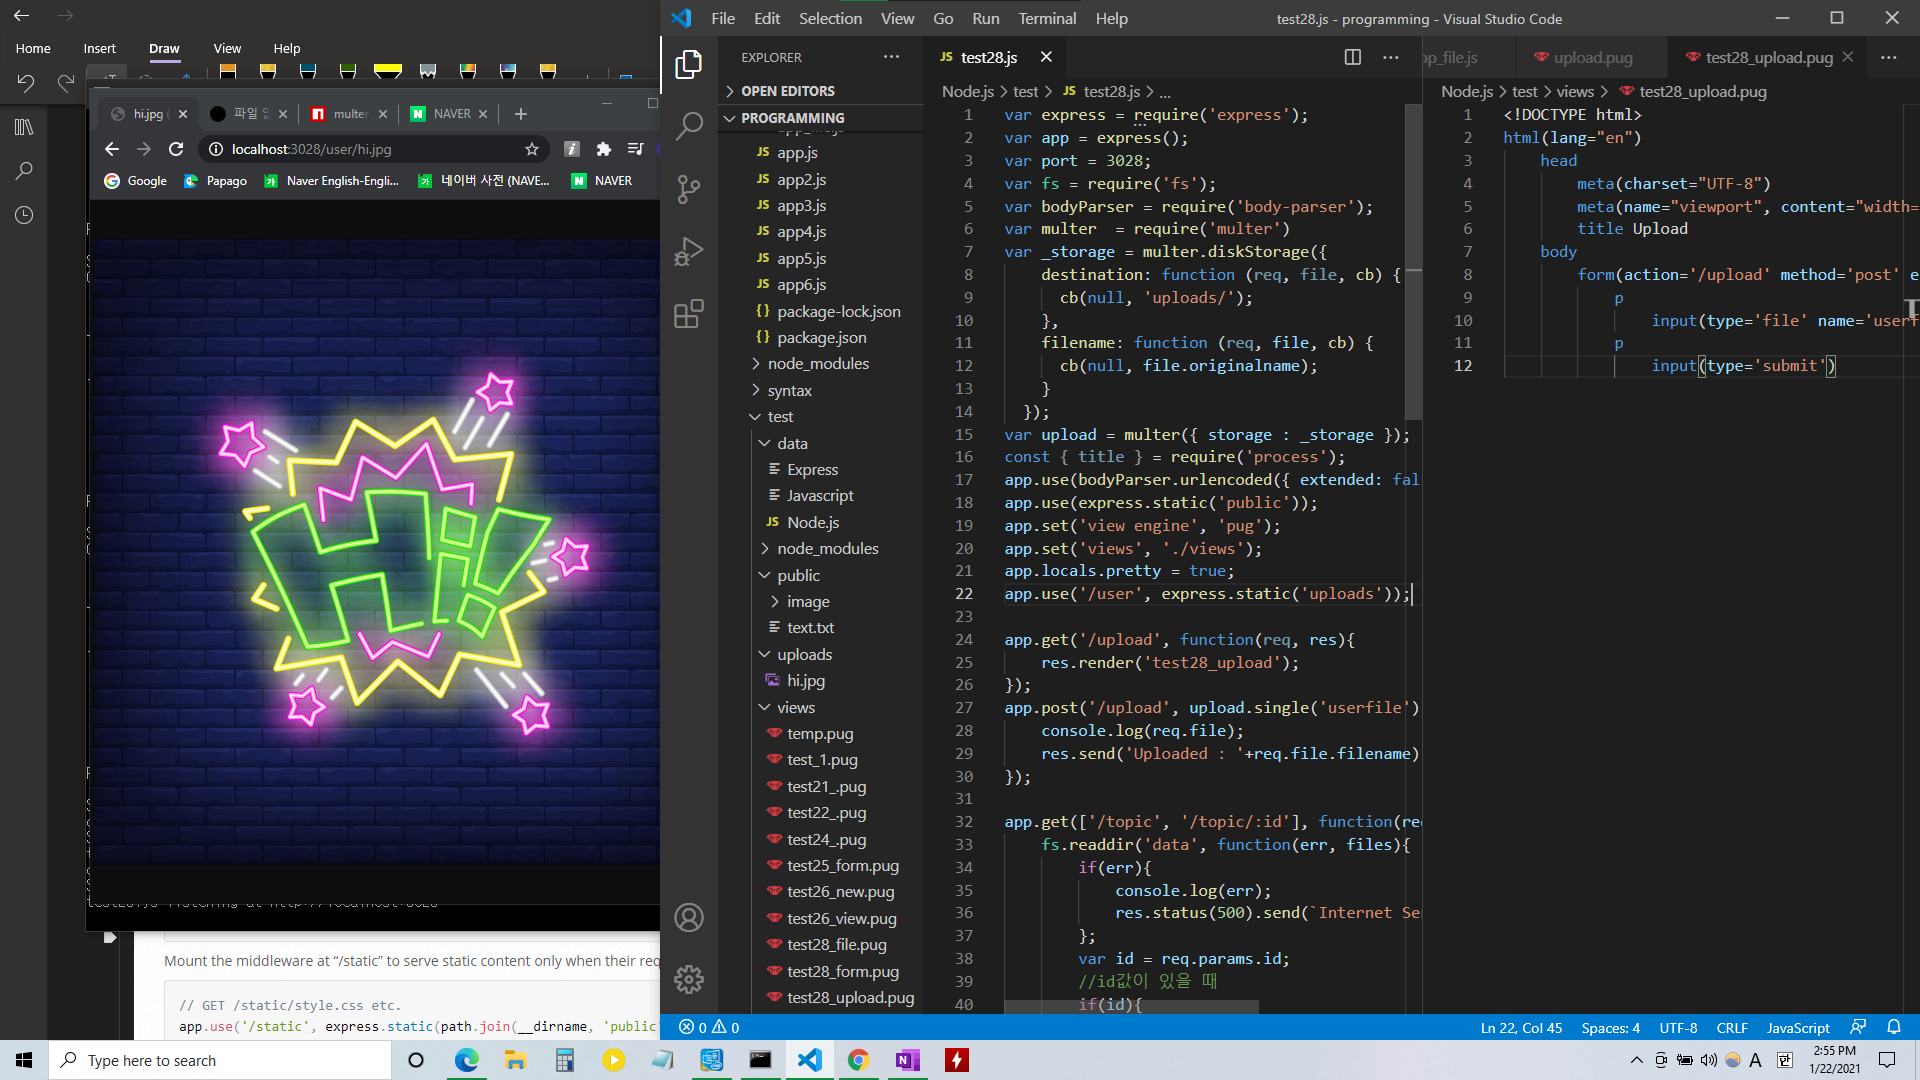 Home Insert Draw View Help
hi.jpg
파일
multer
NAVER
localhost:3028/user/hi.jpg
Google
Papago
Naver English-Engli...
네이버 사전 (NAVE...
NAVER
HI!!
Mount the middleware at “/static” to serve static content only when their req
// GET /static/style.css etc.
app.use('/static', express.static(path.join(__dirname, 'public'
File Edit Selection View Go Run Terminal Help
test28.js - programming - Visual Studio Code
EXPLORER
OPEN EDITORS
PROGRAMMING
JS app.js
JS app2.js
JS app3.js
JS app4.js
JS app5.js
JS app6.js
{} package-lock.json
{} package.json
node_modules
syntax
test
data
Express
Javascript
JS Node.js
node_modules
public
image
text.txt
uploads
hi.jpg
views
temp.pug
test_1.pug
test21_.pug
test22_.pug
test24_.pug
test25_form.pug
test26_new.pug
test26_view.pug
test28_file.pug
test28_form.pug
test28_upload.pug
JS test28.js
Node.js > test > JS test28.js > ...
1 var express = require('express');
2 var app = express();
3 var port = 3028;
4 var fs = require('fs');
5 var bodyParser = require('body-parser');
6 var multer  = require('multer')
7 var _storage = multer.diskStorage({
8     destination: function (req, file, cb) {
9       cb(null, 'uploads/');
10     },
11     filename: function (req, file, cb) {
12       cb(null, file.originalname);
13     }
14   });
15 var upload = multer({ storage : _storage });
16 const { title } = require('process');
17 app.use(bodyParser.urlencoded({ extended: fal
18 app.use(express.static('public'));
19 app.set('view engine', 'pug');
20 app.set('views', './views');
21 app.locals.pretty = true;
22 app.use('/user', express.static('uploads'));
23
24 app.get('/upload', function(req, res){
25     res.render('test28_upload');
26 });
27 app.post('/upload', upload.single('userfile')
28     console.log(req.file);
29     res.send('Uploaded : '+req.file.filename)
30 });
31
32 app.get(['/topic', '/topic/:id'], function(re
33     fs.readdir('data', function(err, files){
34         if(err){
35             console.log(err);
36             res.status(500).send(`Internet Se
37         };
38         var id = req.params.id;
39         //id값이 있을 때
40         if(id){
pp_file.js
upload.pug
test28_upload.pug
Node.js > test > views > test28_upload.pug
1 <!DOCTYPE html>
2 html(lang="en")
3     head
4         meta(charset="UTF-8")
5         meta(name="viewport", content="width=
6         title Upload
7     body
8         form(action='/upload' method='post' e
9             p
10                 input(type='file' name='userf
11             p
12                 input(type='submit')
0 0
Ln 22, Col 45 Spaces: 4 UTF-8 CRLF JavaScript
Type here to search
A 한
2:55 PM
1/22/2021